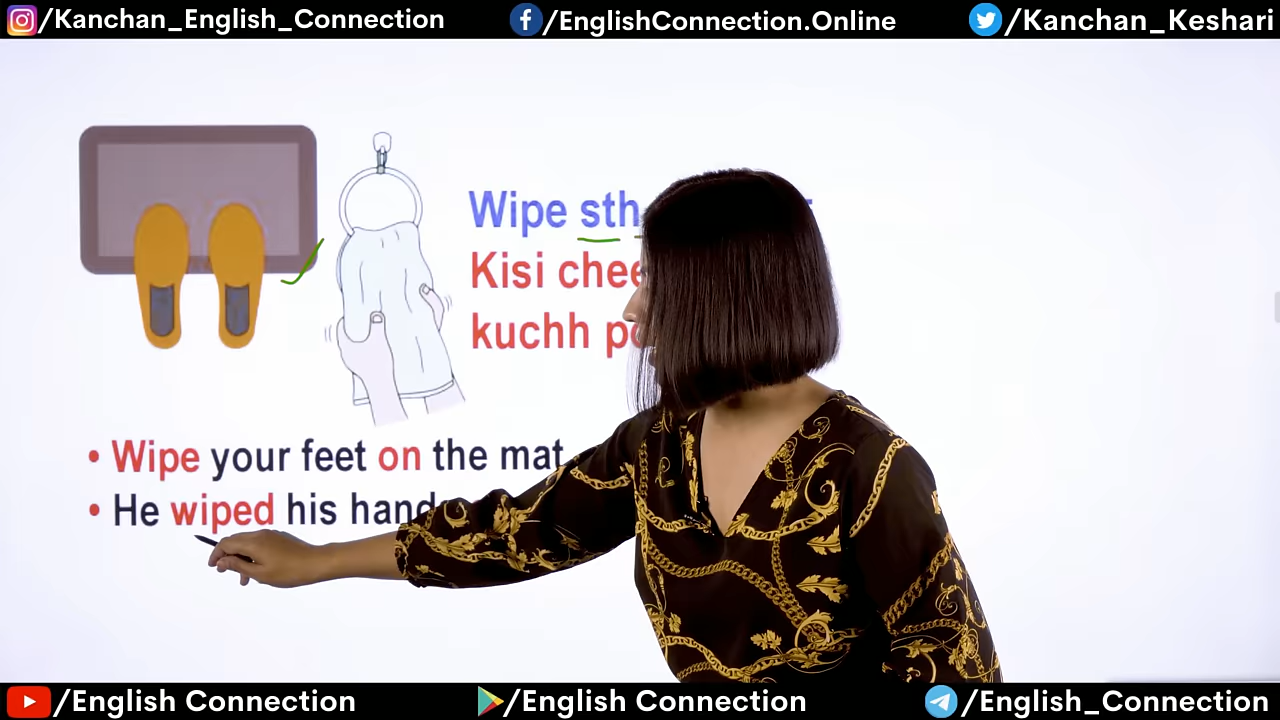 /Kanchan_English_Connection /EnglishConnection.Online /Kanchan_Keshari
Wipe sth
Kisi chee
kuchh po
• Wipe your feet on the mat
• He wiped his hand
/English Connection /English Connection /English_Connection